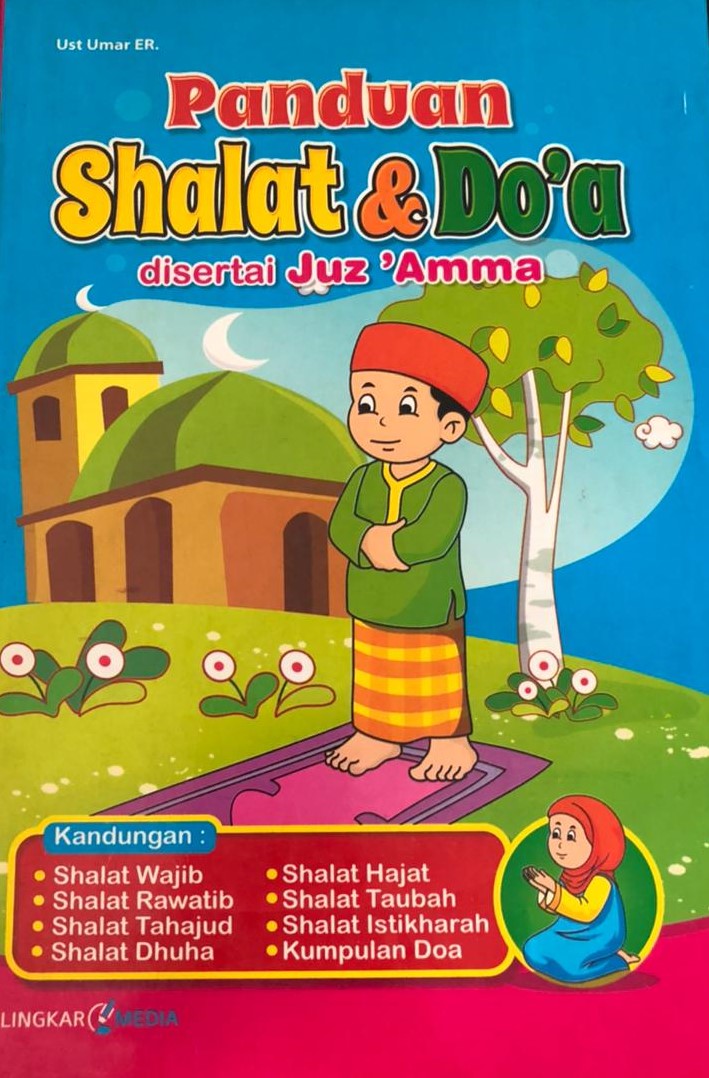 Ust Umar ER.
Panduan
Shalat & Do'a
disertai Juz 'Amma
Kandungan :
• Shalat Wajib
• Shalat Rawatib
• Shalat Tahajud
• Shalat Dhuha
• Shalat Hajat
• Shalat Taubah
• Shalat Istikharah
• Kumpulan Doa
LINGKAR MEDIA